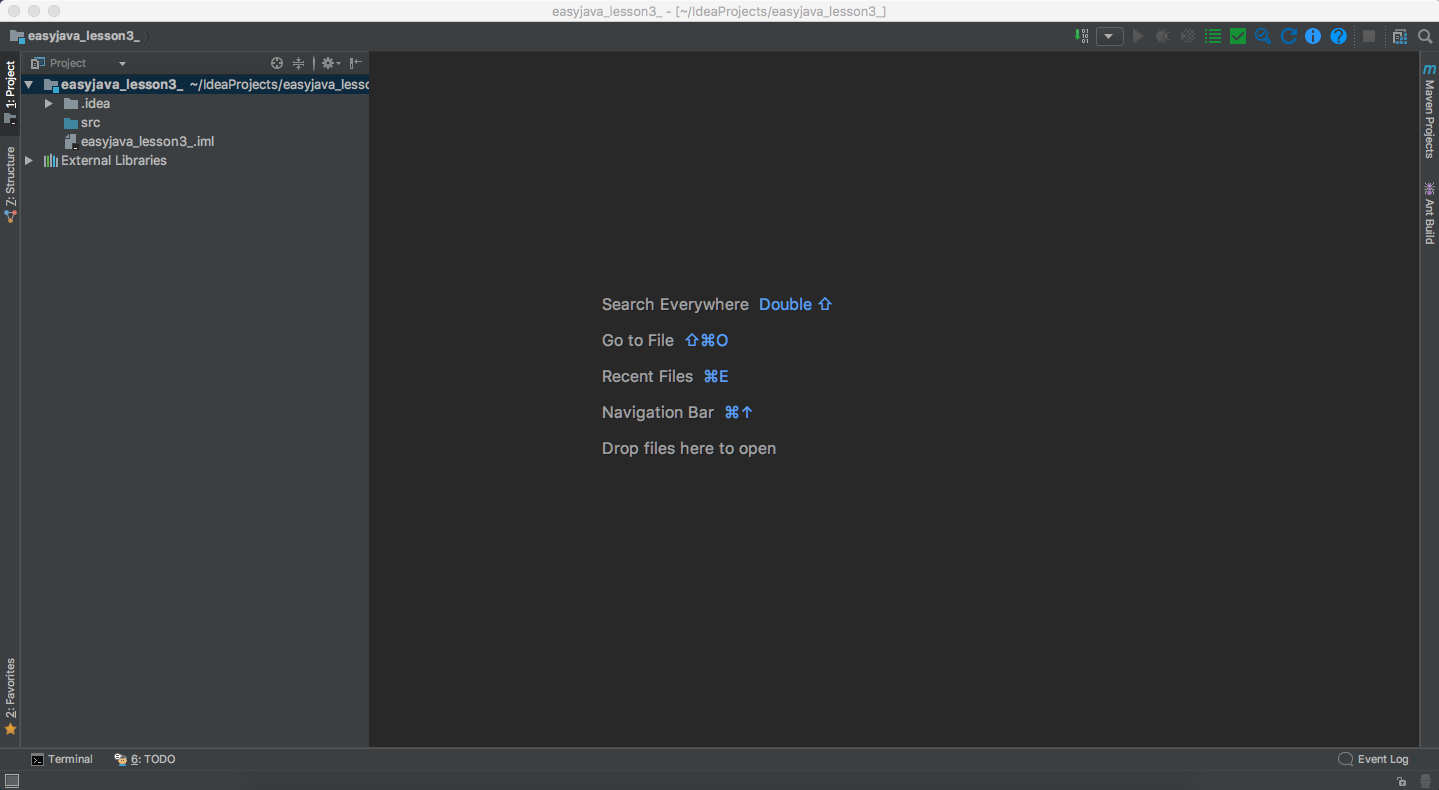 easyjava_lesson3_ - [~/IdeaProjects/easyjava_lesson3_]
easyjava_lesson3_
Project
easyjava_lesson3_ ~/IdeaProjects/easyjava_lesso
.idea
src
easyjava_lesson3_.iml
External Libraries
1: Project
Z: Structure
2: Favorites
Search Everywhere Double ⇧
Go to File ⇧⌘O
Recent Files ⌘E
Navigation Bar ⌘↑
Drop files here to open
m
Maven Projects
Ant Build
Terminal
6: TODO
Event Log